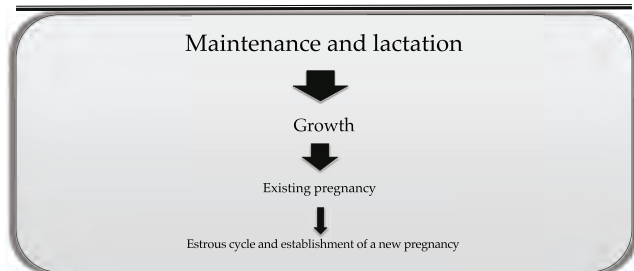 Maintenance and lactation
Growth
Existing pregnancy
Estrous cycle and establishment of a new pregnancy